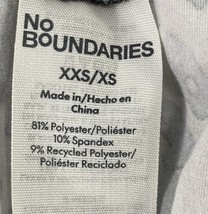 No
BOUNDARIES
XXS/XS
Made in/Hecho en
China
81% Polyester/Poliéster
10% Spandex
9% Recycled Polyester/
Poliéster Reciclado